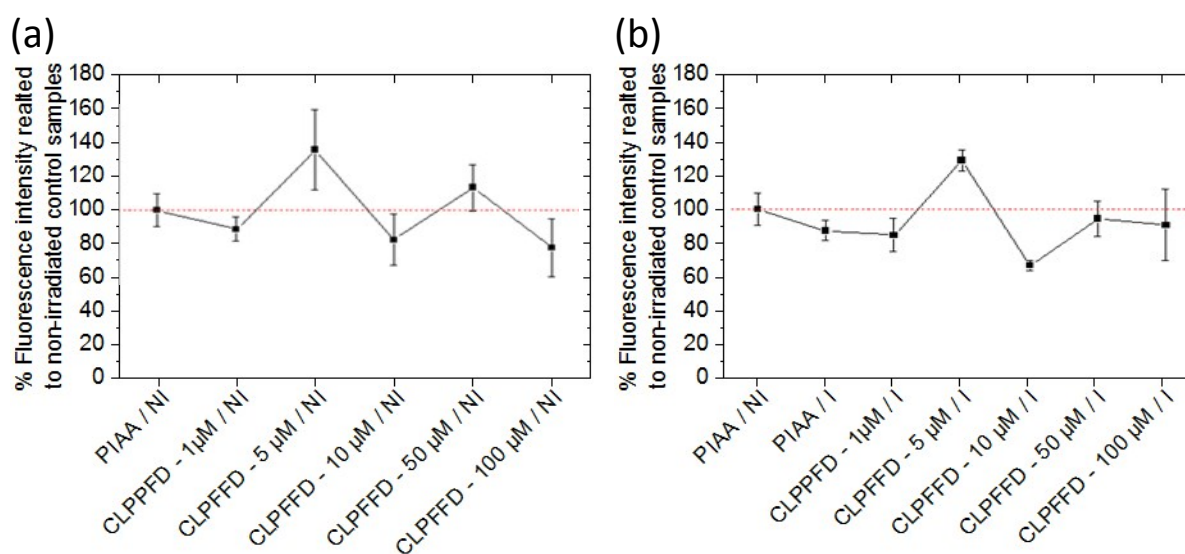 (a)
% Fluorescence intensity realted
to non-irradiated control samples
180
160
140
120
100
80
60
40
20
0
PIAA / NI
CLPPFD - 1µM / NI
CLPFFD - 5 µM / NI
CLPFFD - 10 µM / NI
CLPFFD - 50 µM / NI
CLPFFD - 100 µM / NI
(b)
% Fluorescence intensity realted
to non-irradiated control samples
180
160
140
120
100
80
60
40
20
0
PIAA / NI
PIAA / I
CLPPFD - 1µM / I
CLPFFD - 5 µM / I
CLPFFD - 10 µM / I
CLPFFD - 50 µM / I
CLPFFD - 100 µM / I